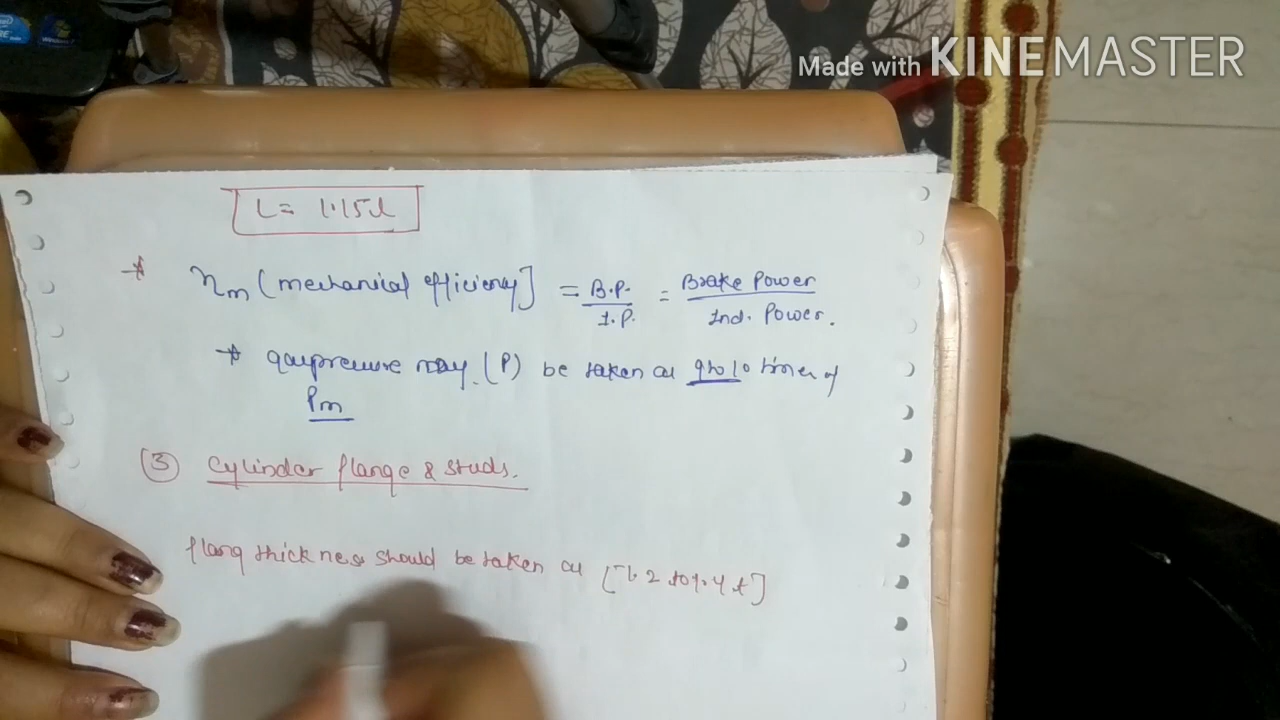 Made with KINEMASTER
L = 1.15 l
* ηm (mechanical efficiency] = B.P. / I.P. = Brake Power / Ind. Power.
* gas pressure may (P) be taken as 9 to 10 times of
Pm
(3) Cylinder flange & studs.
flang thickness should be taken as [1.2 to 1.4 t]